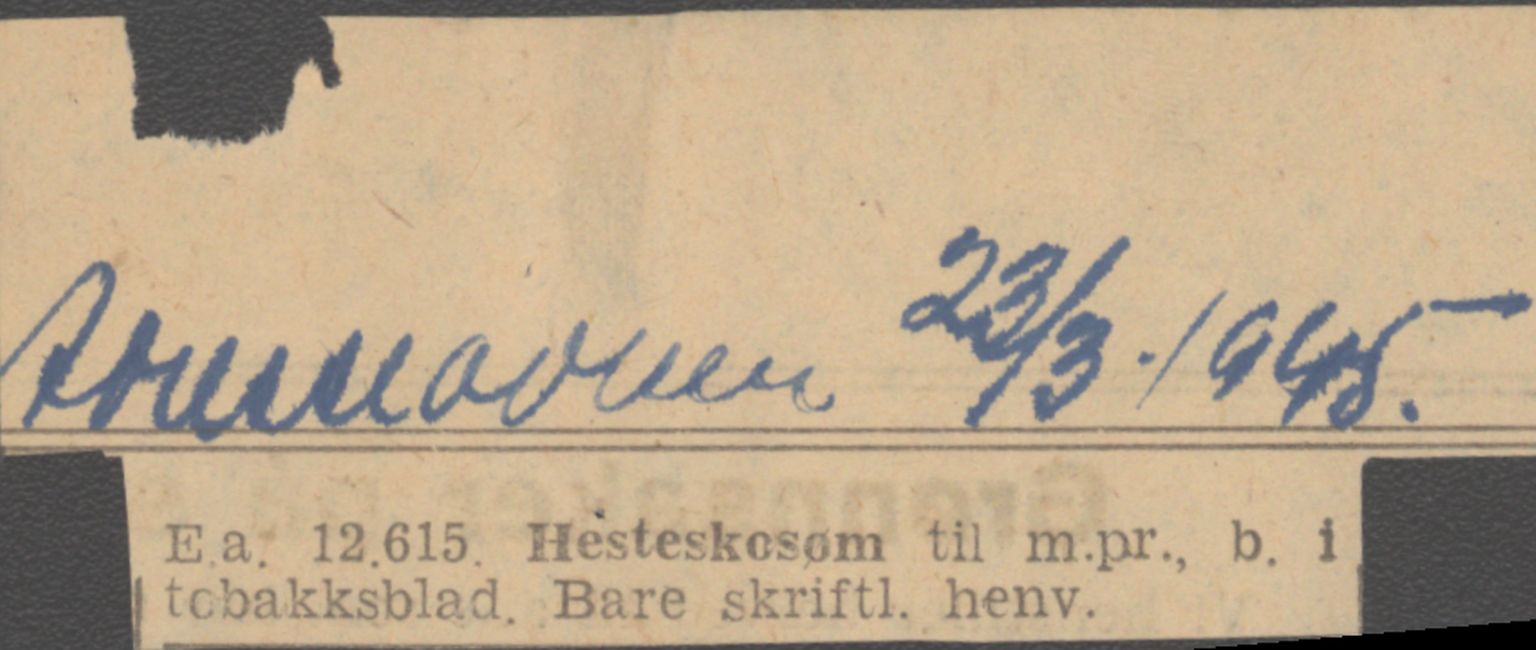 Annonsen 23/3.1945.
E.a. 12.615. Hesteskosøm til m.pr., b. i
tobakksblad. Bare skriftl. henv.